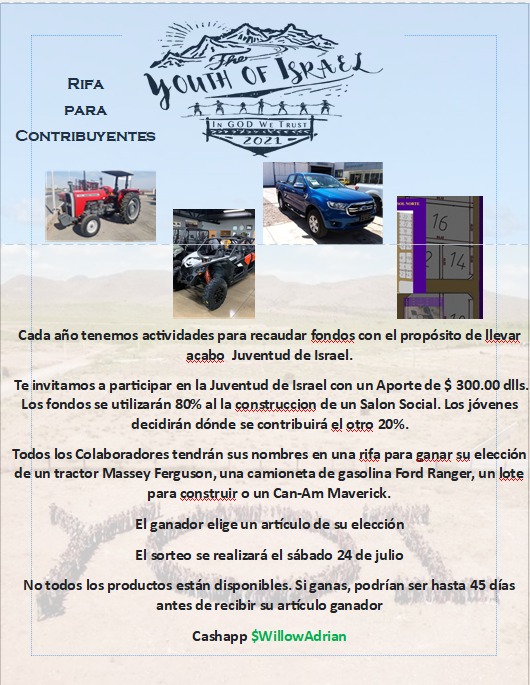 The
YOUTH OF ISRAEL
IN GOD WE TRUST
2021
RIFA
PARA
CONTRIBUYENTES
16
2 14
Cada año tenemos actividades para recaudar fondos con el propósito de llevar
acabo Juventud de Israel.
Te invitamos a participar en la Juventud de Israel con un Aporte de $ 300.00 dlls.
Los fondos se utilizarán 80% al la construccion de un Salon Social. Los jóvenes
decidirán dónde se contribuirá el otro 20%.
Todos los Colaboradores tendrán sus nombres en una rifa para ganar su elección
de un tractor Massey Ferguson, una camioneta de gasolina Ford Ranger, un lote
para construir o un Can-Am Maverick.
El ganador elige un artículo de su elección
El sorteo se realizará el sábado 24 de julio
No todos los productos están disponibles. Si ganas, podrían ser hasta 45 días
antes de recibir su artículo ganador
Cashapp $WillowAdrian